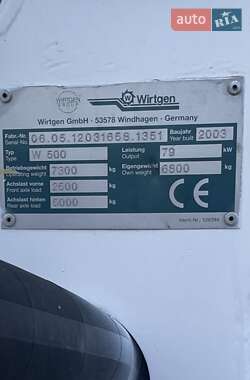 AUTO RIA
WIRTGEN GROUP
Wirtgen
Wirtgen GmbH · 53578 Windhagen · Germany
Fabr.-Nr. 06.05.12031658.1351 Baujahr 2003
Serial No. Year built
Typ W 500 Leistung 79 kW
Type Output
Betriebsgewicht 7300 kg Eigengewicht 6800 kg
Operating weight Own weight
Achslast vorne 2600 kg
Front axle load
Achslast hinten 5000 kg
Rear axle load
CE